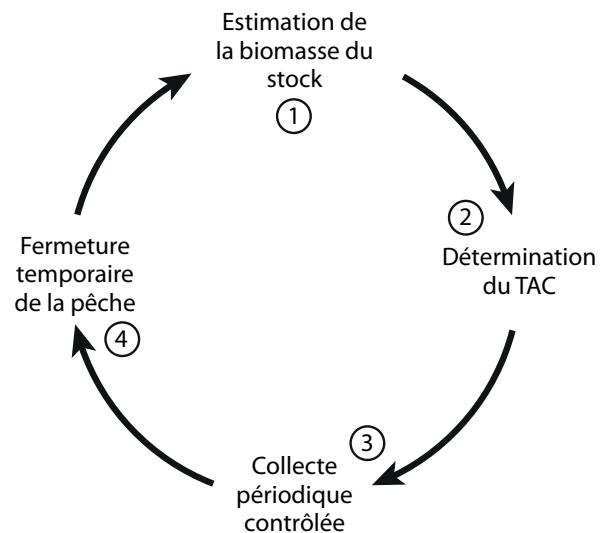 Estimation de
la biomasse du
stock
1
2
Détermination
du TAC
3
Collecte
périodique
contrôlée
Fermeture
temporaire
de la pêche
4